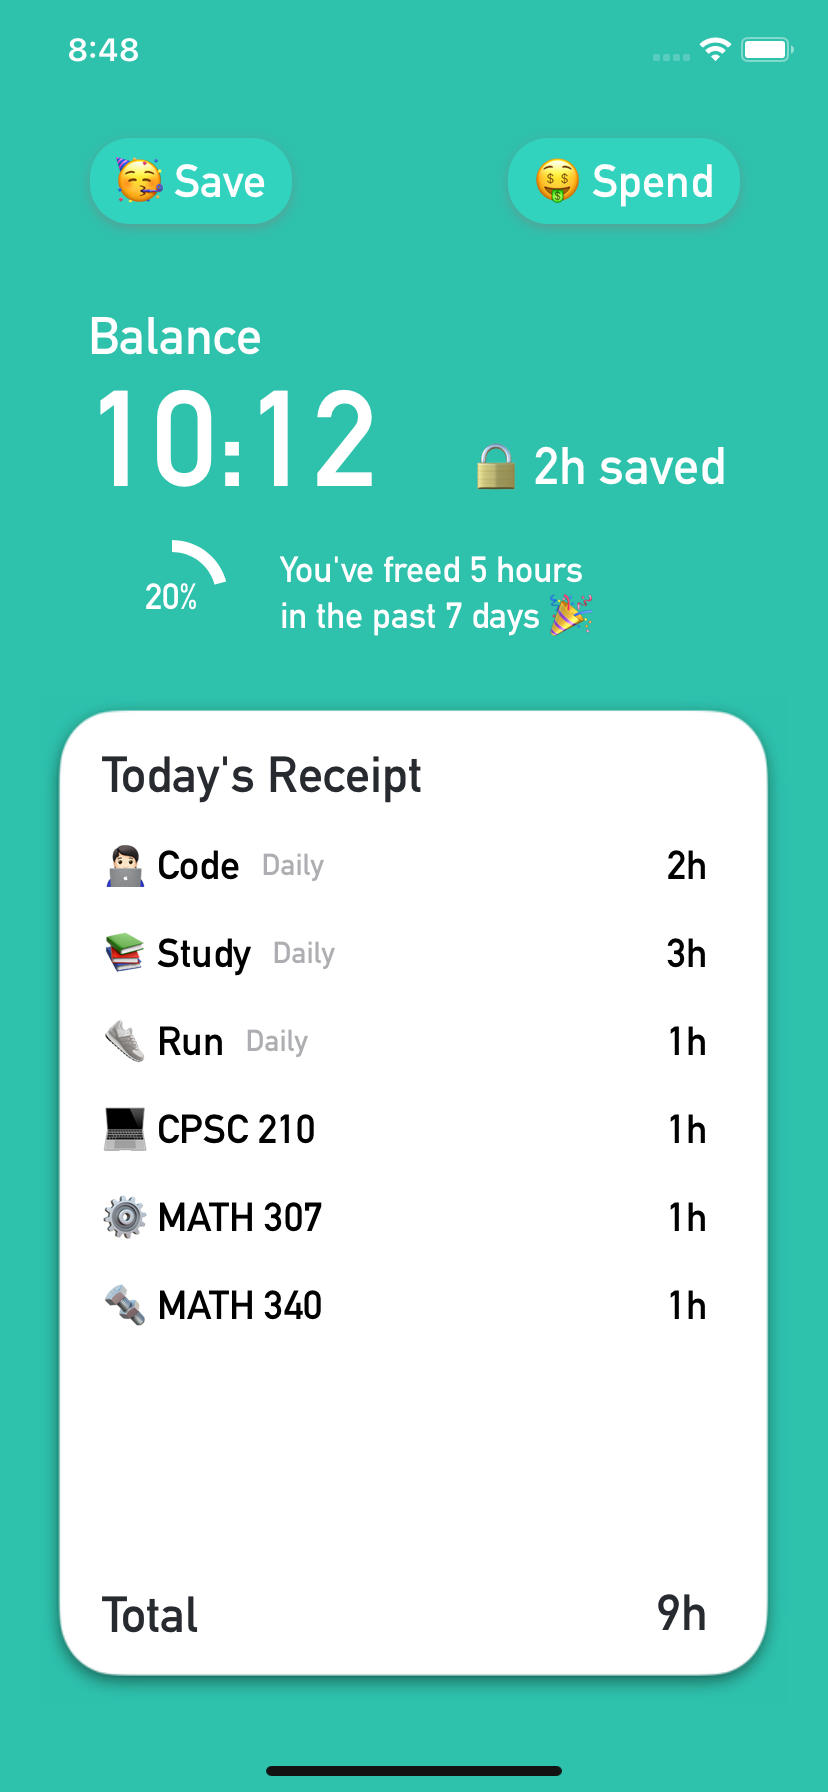 8:48
🥳 Save
🤑 Spend
Balance
10:12
🔒 2h saved
20%
You've freed 5 hours
in the past 7 days 🎉
Today's Receipt
👨🏻‍💻 Code Daily 2h
📚 Study Daily 3h
👟 Run Daily 1h
💻 CPSC 210 1h
⚙️ MATH 307 1h
🔩 MATH 340 1h
Total 9h